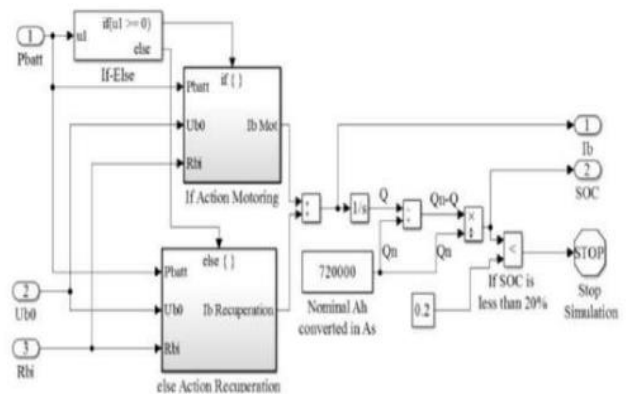 1
Pbatt
u1
if(u1 >= 0)
else
If-Else
if { }
Pbatt
Ub0
Rbi
Ib Mot
If Action Motoring
else { }
Pbatt
Ub0
Rbi
Ib Recuperation
else Action Recuperation
2
Ub0
3
Rbi
+
+
1/s
Q
Qn
720000
Nominal Ah
converted in As
-
+
Qn-Q
Qn
×
÷
0.2
<
If SOC is
less than 20%
1
Ib
2
SOC
STOP
Stop
Simulation